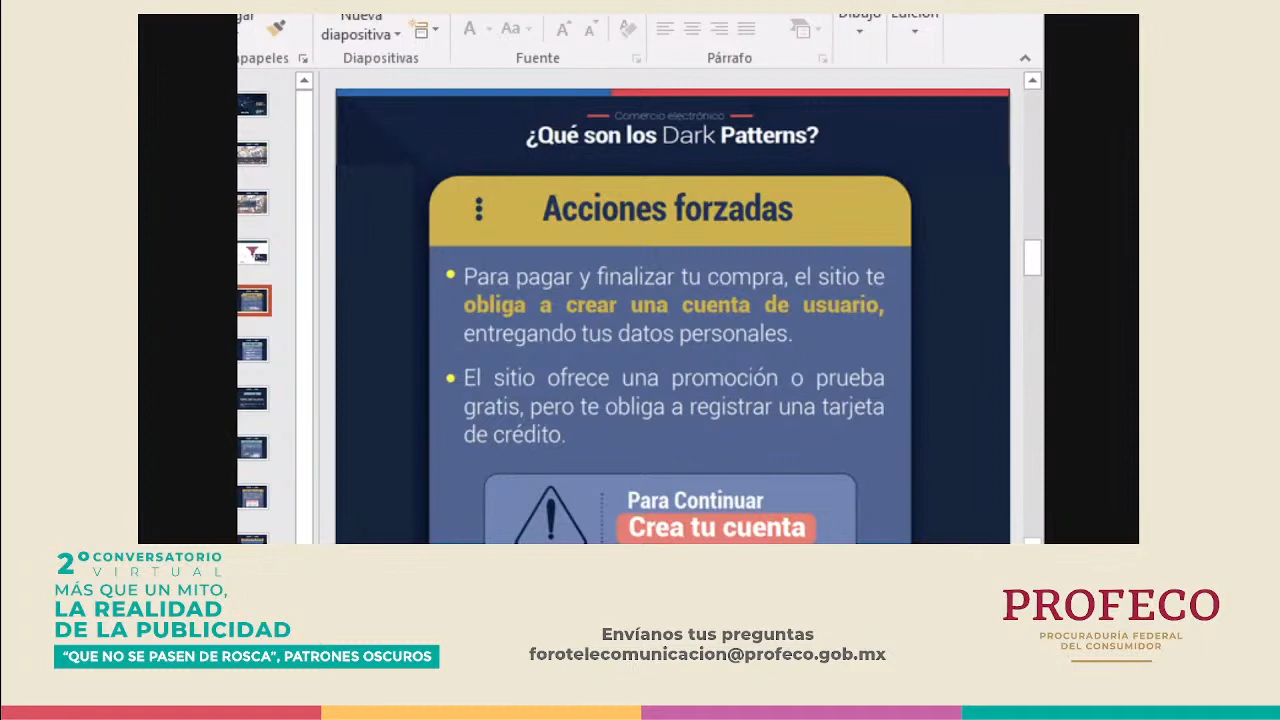 Nueva
diapositiva
Aa
A
A
A
Dibujo
Edición
Diapositivas
Fuente
Párrafo
Comercio electrónico
¿Qué son los Dark Patterns?
Acciones forzadas
Para pagar y finalizar tu compra, el sitio te
obliga a crear una cuenta de usuario,
entregando tus datos personales.
El sitio ofrece una promoción o prueba
gratis, pero te obliga a registrar una tarjeta
de crédito.
Para Continuar
Crea tu cuenta
2º CONVERSATORIO
VIRTUAL
MÁS QUE UN MITO,
LA REALIDAD
DE LA PUBLICIDAD
“QUE NO SE PASEN DE ROSCA”, PATRONES OSCUROS
Envíanos tus preguntas
forotelecomunicacion@profeco.gob.mx
PROFECO
PROCURADURÍA FEDERAL
DEL CONSUMIDOR